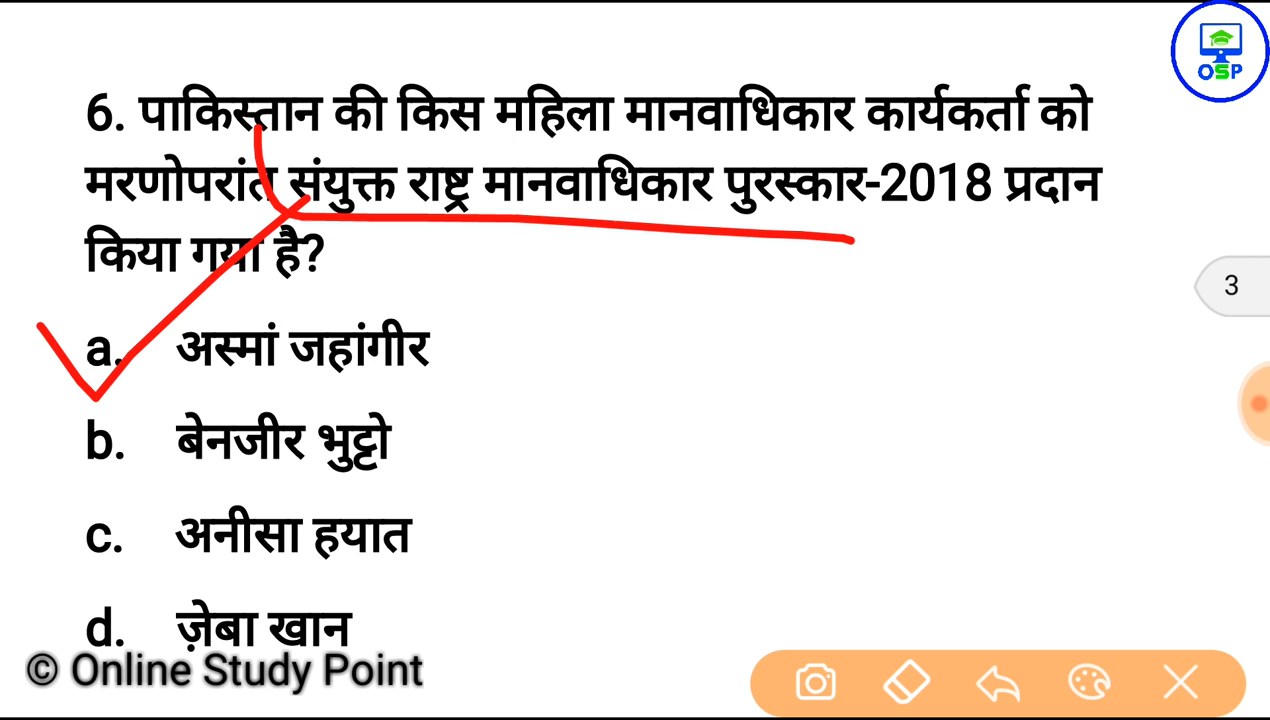 OSP
6. पाकिस्तान की किस महिला मानवाधिकार कार्यकर्ता को
मरणोपरांत संयुक्त राष्ट्र मानवाधिकार पुरस्कार-2018 प्रदान
किया गया है?
3
a. अस्मां जहांगीर
b. बेनजीर भुट्टो
c. अनीसा हयात
d. ज़ेबा खान
© Online Study Point